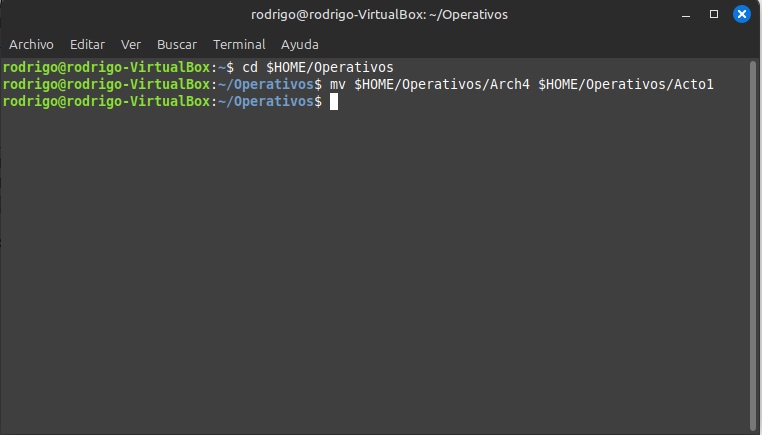 rodrigo@rodrigo-VirtualBox: ~/Operativos
Archivo Editar Ver Buscar Terminal Ayuda
rodrigo@rodrigo-VirtualBox:~$ cd $HOME/Operativos
rodrigo@rodrigo-VirtualBox:~/Operativos$ mv $HOME/Operativos/Arch4 $HOME/Operativos/Acto1
rodrigo@rodrigo-VirtualBox:~/Operativos$